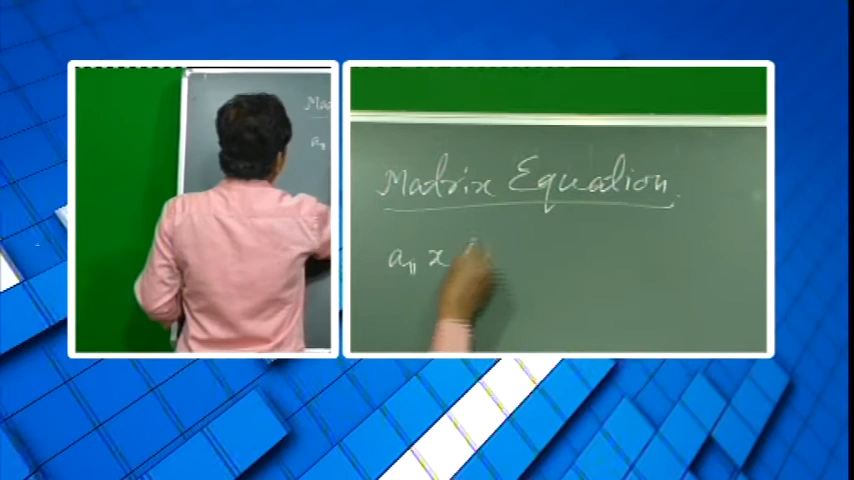 Matrix Equation
a₁₁ x